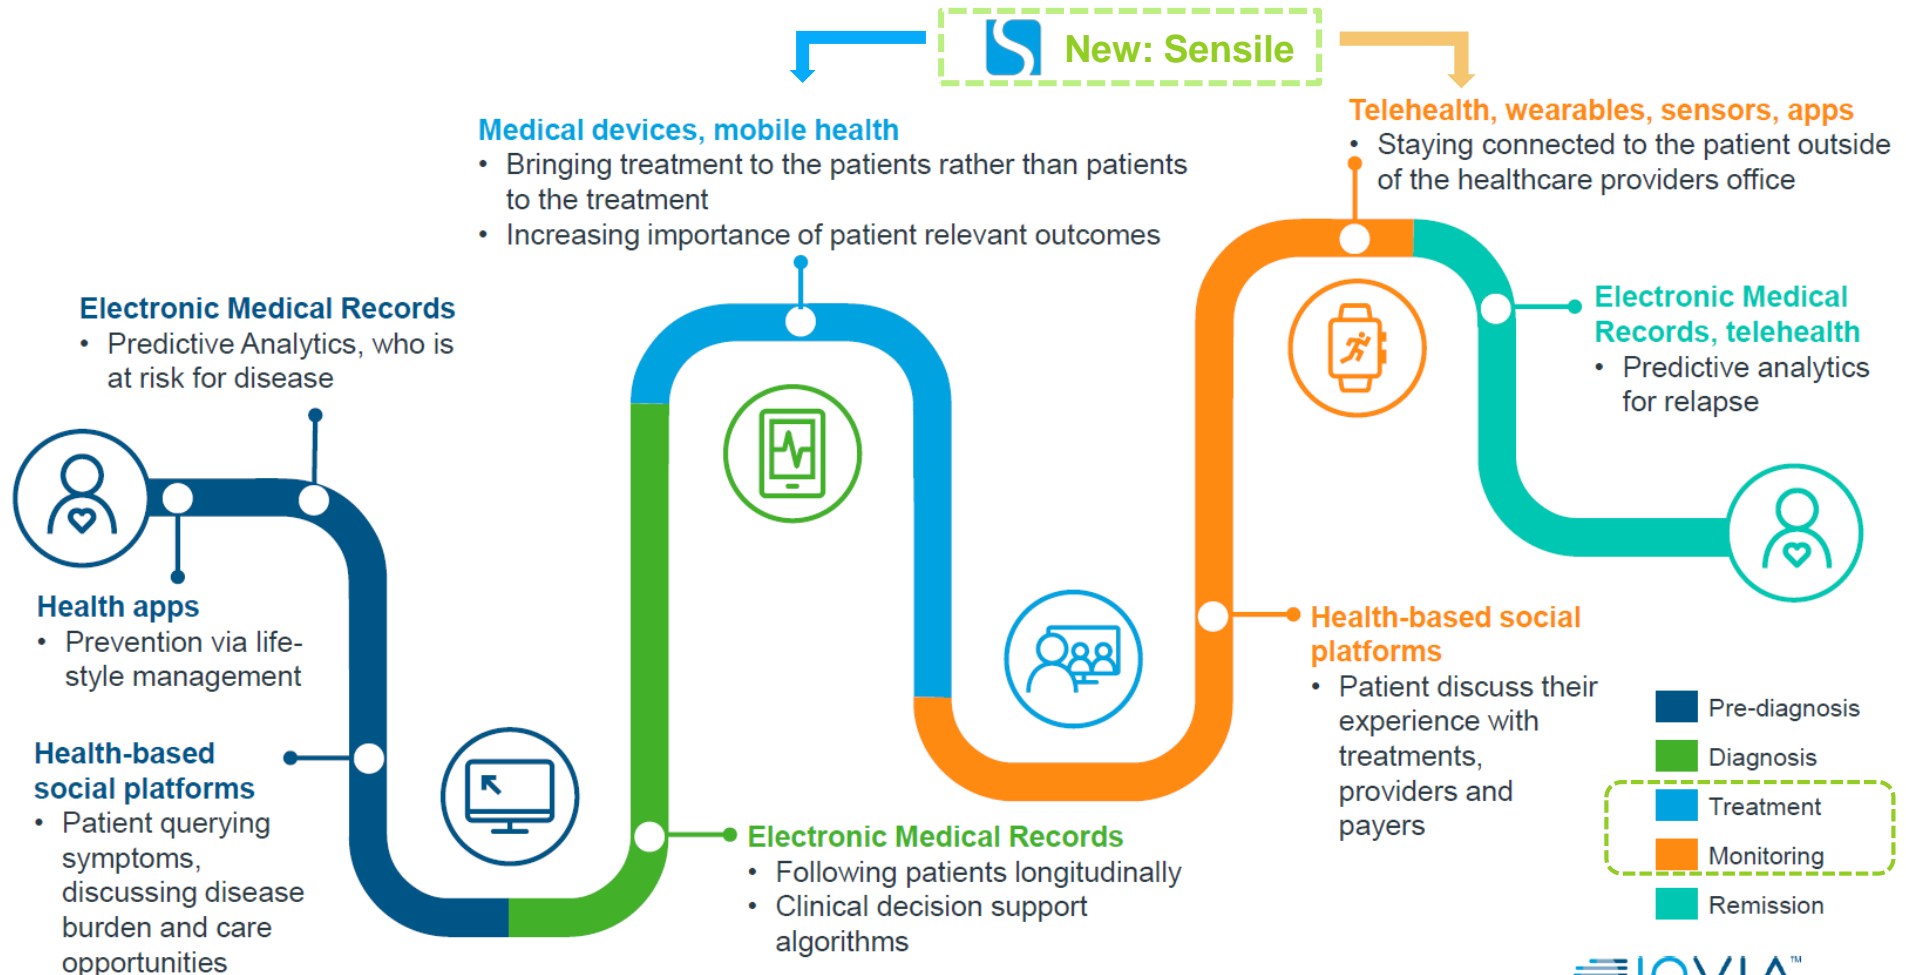 New: Sensile
Medical devices, mobile health
• Bringing treatment to the patients rather than patients
to the treatment
• Increasing importance of patient relevant outcomes
Telehealth, wearables, sensors, apps
• Staying connected to the patient outside
of the healthcare providers office
Electronic Medical Records
• Predictive Analytics, who is
at risk for disease
Electronic Medical
Records, telehealth
• Predictive analytics
for relapse
Health apps
• Prevention via life-
style management
Health-based
social platforms
• Patient querying
symptoms,
discussing disease
burden and care
opportunities
Electronic Medical Records
• Following patients longitudinally
• Clinical decision support
algorithms
Health-based social
platforms
• Patient discuss their
experience with
treatments,
providers and
payers
Pre-diagnosis
Diagnosis
Treatment
Monitoring
Remission
IQVIA™